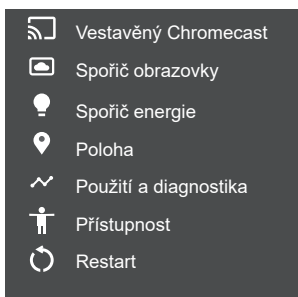 Vestavěný Chromecast
Spořič obrazovky
Spořič energie
Poloha
Použití a diagnostika
Přístupnost
Restart